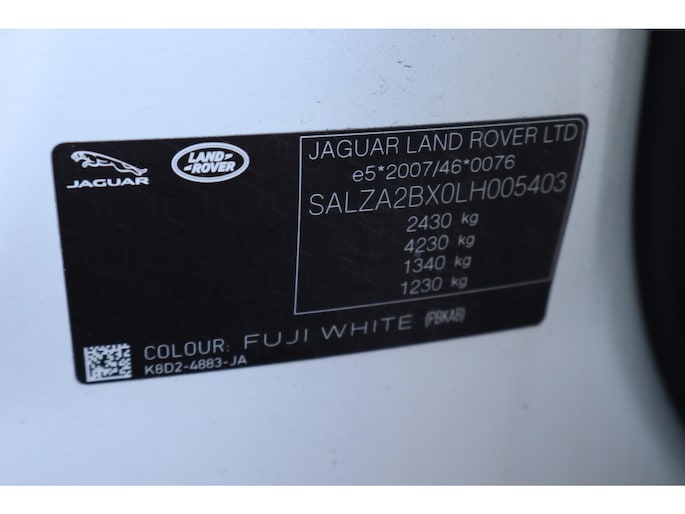 JAGUAR
LAND
ROVER
JAGUAR LAND ROVER LTD
e5*2007/46*0076
SALZA2BX0LH005403
2430 kg
4230 kg
1340 kg
1230 kg
COLOUR: FUJI WHITE (PBKAB)
K8D2-4883-JA